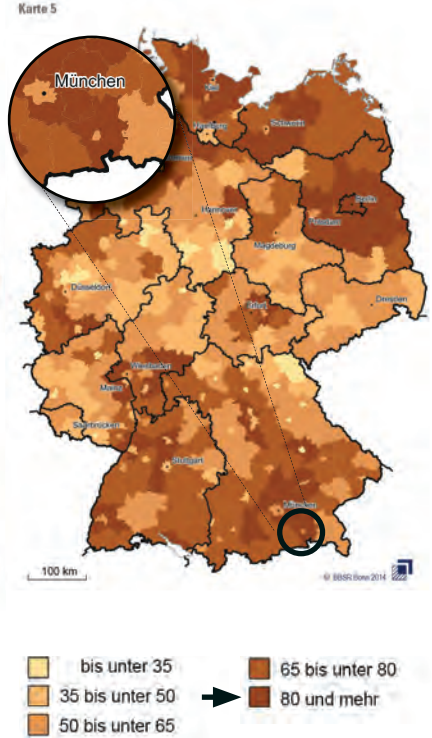 Karte 5
München
Kiel
Hamburg
Schwerin
Bremen
Berlin
Hannover
Potsdam
Magdeburg
Düsseldorf
Erfurt
Dresden
Wiesbaden
Mainz
Saarbrücken
Stuttgart
München
100 km
© BBSR Bonn 2014
bis unter 35
65 bis unter 80
35 bis unter 50
80 und mehr
50 bis unter 65